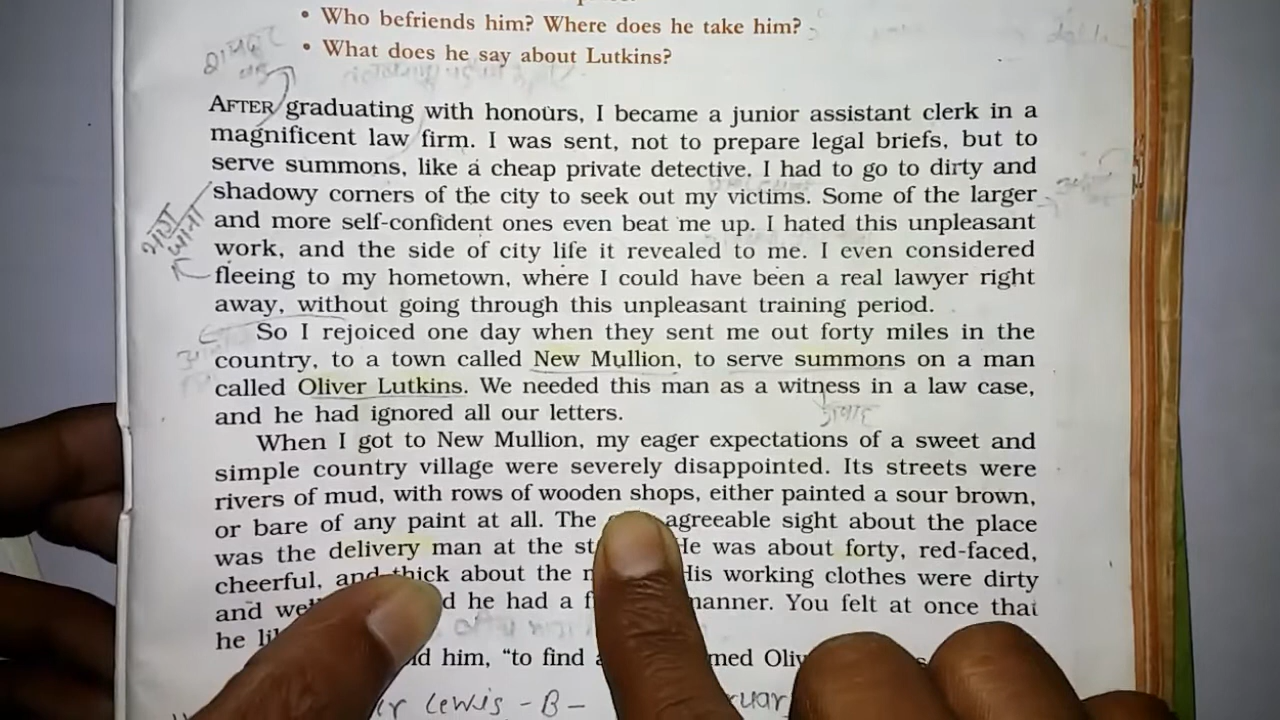 • Who befriends him? Where does he take him?
• What does he say about Lutkins?
AFTER graduating with honours, I became a junior assistant clerk in a
magnificent law firm. I was sent, not to prepare legal briefs, but to
serve summons, like a cheap private detective. I had to go to dirty and
shadowy corners of the city to seek out my victims. Some of the larger
and more self-confident ones even beat me up. I hated this unpleasant
work, and the side of city life it revealed to me. I even considered
fleeing to my hometown, where I could have been a real lawyer right
away, without going through this unpleasant training period.
So I rejoiced one day when they sent me out forty miles in the
country, to a town called New Mullion, to serve summons on a man
called Oliver Lutkins. We needed this man as a witness in a law case,
and he had ignored all our letters.
When I got to New Mullion, my eager expectations of a sweet and
simple country village were severely disappointed. Its streets were
rivers of mud, with rows of wooden shops, either painted a sour brown,
or bare of any paint at all. The agreeable sight about the place
was the delivery man at the He was about forty, red-faced,
cheerful, and thick about the His working clothes were dirty
and he had a manner. You felt at once that
he
him, "to find
Lewis - B -